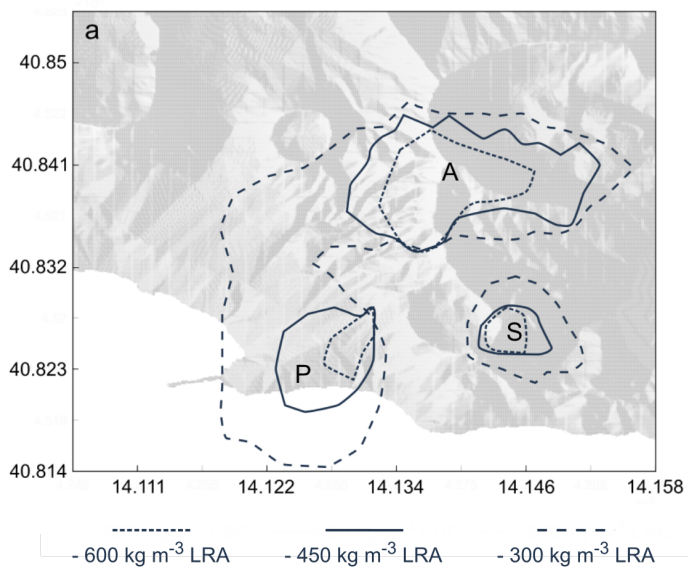 a
40.85
40.841
40.832
40.823
40.814
A
S
P
14.111 14.122 14.134 14.146 14.158
- 600 kg m-3 LRA - 450 kg m-3 LRA - 300 kg m-3 LRA